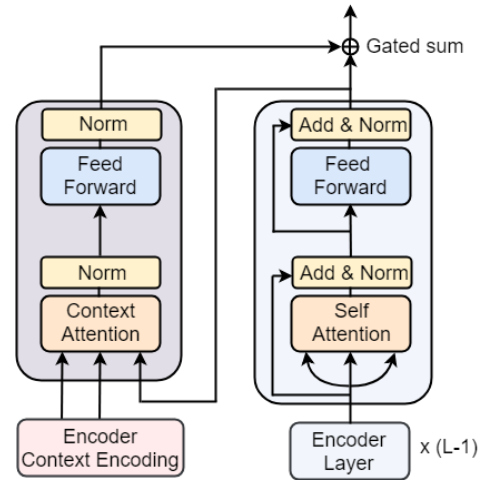 Gated sum
Norm
Feed
Forward
Norm
Context
Attention
Encoder
Context Encoding
Add & Norm
Feed
Forward
Add & Norm
Self
Attention
Encoder
Layer
x (L-1)